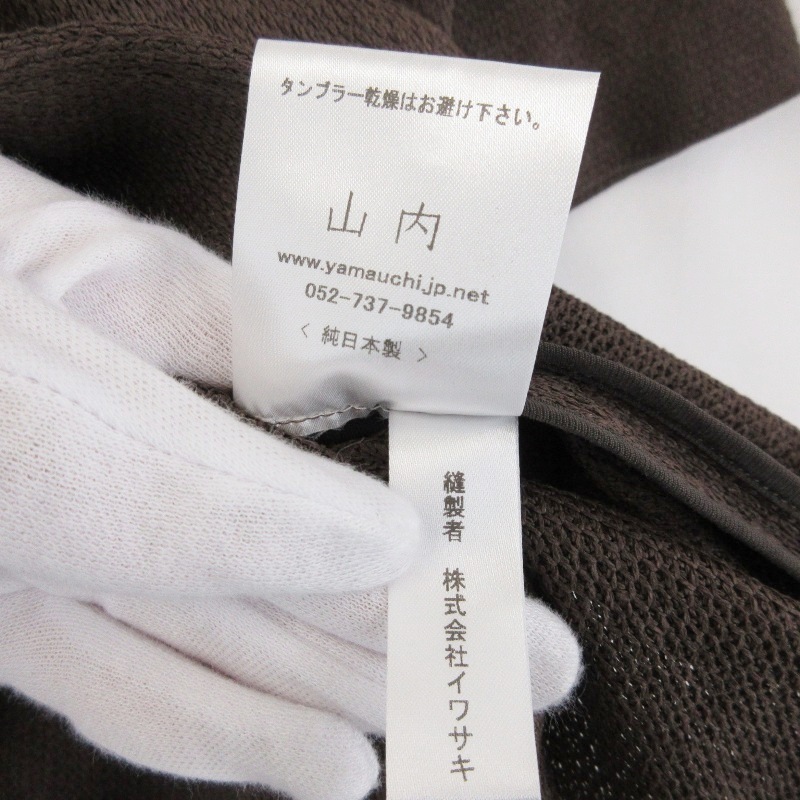 タンブラー乾燥はお避け下さい。
山内
www.yamauchi.jp.net
052-737-9854
〈 純日本製 〉
縫製者 株式会社イワサキ